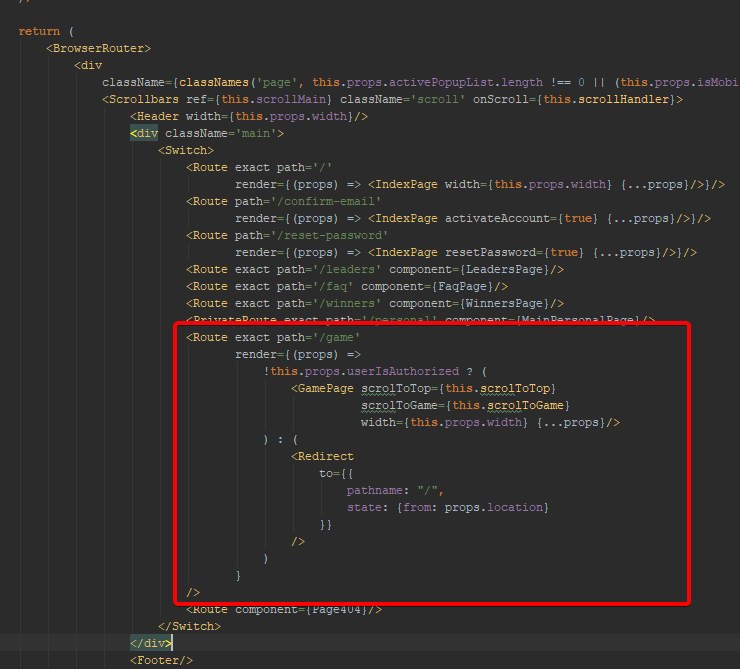 return (
<BrowserRouter>
<div
className={classNames('page', this.props.activePopupList.length !== 0 || (this.props.isMobi
<Scrollbars ref={this.scrollMain} className='scroll' onScroll={this.scrollHandler}>
<Header width={this.props.width}/>
<div className='main'>
<Switch>
<Route exact path='/'
render={(props) => <IndexPage width={this.props.width} {...props}/>}/>
<Route path='/confirm-email'
render={(props) => <IndexPage activateAccount={true} {...props}/>}/>
<Route path='/reset-password'
render={(props) => <IndexPage resetPassword={true} {...props}/>}/>
<Route exact path='/leaders' component={LeadersPage}/>
<Route exact path='/faq' component={FaqPage}/>
<Route exact path='/winners' component={WinnersPage}/>
<PrivateRoute exact path='/personal' component={MainPersonalPage}/>
<Route exact path='/game'
render={(props) =>
!this.props.userIsAuthorized ? (
<GamePage scrolToTop={this.scrolToTop}
scrolToGame={this.scrolToGame}
width={this.props.width} {...props}/>
) : (
<Redirect
to={{
pathname: "/",
state: {from: props.location}
}}
/>
)
}
/>
<Route component={Page404}/>
</Switch>
</div>
<Footer/>